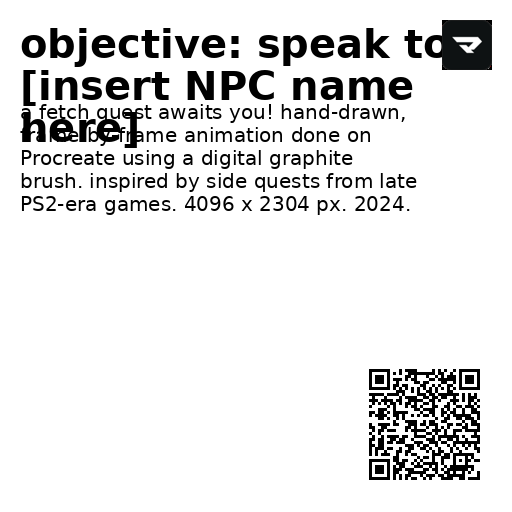 objective: speak to
[insert NPC name
here]
a fetch quest awaits you! hand-drawn,
frame-by-frame animation done on
Procreate using a digital graphite
brush. inspired by side quests from late
PS2-era games. 4096 x 2304 px. 2024.